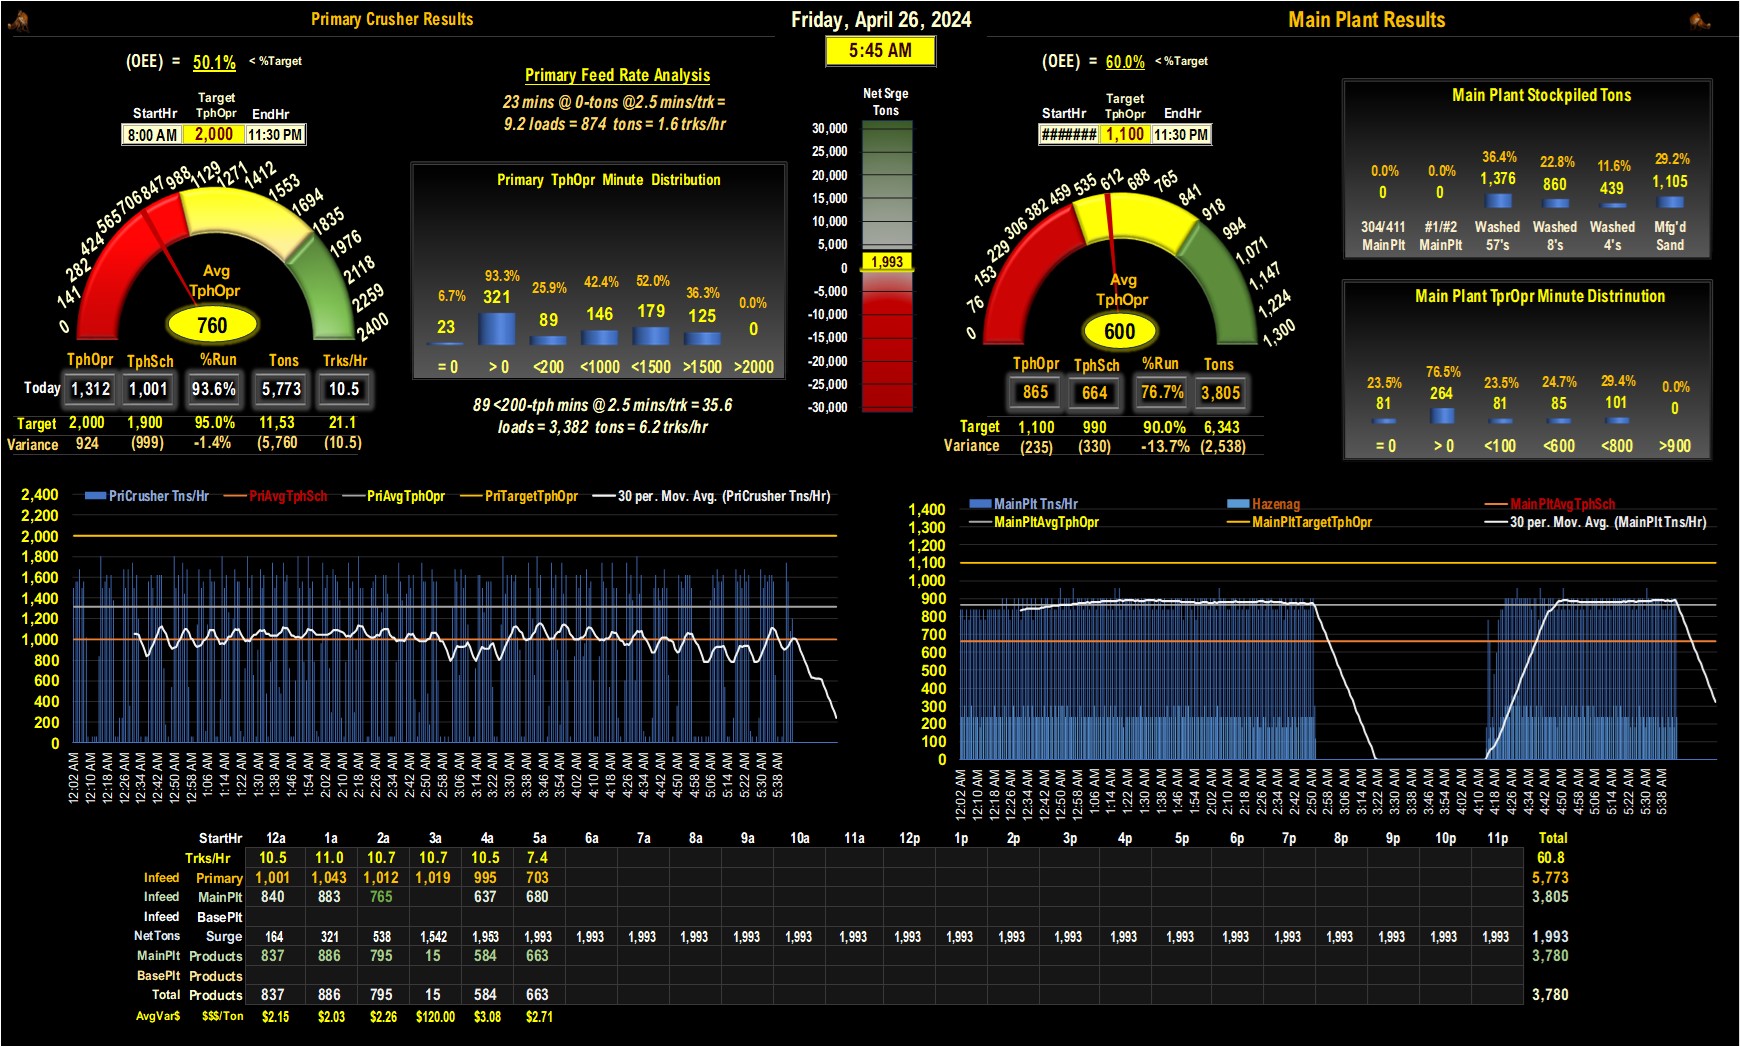 Primary Crusher Results
Friday, April 26, 2024
Main Plant Results
5:45 AM
(OEE) = 50.1% < %Target
Target
StartHr TphOpr EndHr
8:00 AM 2,000 11:30 PM
0 141 282 424 565 706 847 988 1129 1271 1412 1553 1694 1835 1976 2118 2259 2400
Avg
TphOpr
760
TphOpr TphSch %Run Tons Trks/Hr
Today 1,312 1,001 93.6% 5,773 10.5
Target 2,000 1,900 95.0% 11,53 21.1
Variance 924 (999) -1.4% (5,760) (10.5)
Primary Feed Rate Analysis
23 mins @ 0-tons @2.5 mins/trk =
9.2 loads = 874 tons = 1.6 trks/hr
Primary TphOpr Minute Distribution
6.7% 93.3% 25.9% 42.4% 52.0% 36.3% 0.0%
23 321 89 146 179 125 0
= 0 > 0 <200 <1000 <1500 >1500 >2000
89 <200-tph mins @ 2.5 mins/trk = 35.6
loads = 3,382 tons = 6.2 trks/hr
Net Srge
Tons
30,000
25,000
20,000
15,000
10,000
5,000
0
1,993
-5,000
-10,000
-15,000
-20,000
-25,000
-30,000
(OEE) = 60.0% < %Target
Target
StartHr TphOpr EndHr
####### 1,100 11:30 PM
0 76 153 229 306 382 459 535 612 688 765 841 918 994 1,071 1,147 1,224 1,300
Avg
TphOpr
600
TphOpr TphSch %Run Tons
865 664 76.7% 3,805
Target 1,100 990 90.0% 6,343
Variance (235) (330) -13.7% (2,538)
Main Plant Stockpiled Tons
0.0% 0.0% 36.4% 22.8% 11.6% 29.2%
0 0 1,376 860 439 1,105
304/411 #1/#2 Washed Washed Washed Mfg'd
MainPlt MainPlt 57's 8's 4's Sand
Main Plant TprOpr Minute Distrinution
23.5% 76.5% 23.5% 24.7% 29.4% 0.0%
81 264 81 85 101 0
= 0 > 0 <100 <600 <800 >900
PriCrusher Tns/Hr PriAvgTphSch PriAvgTphOpr PriTargetTphOpr 30 per. Mov. Avg. (PriCrusher Tns/Hr)
2,400
2,200
2,000
1,800
1,600
1,400
1,200
1,000
800
600
400
200
0
12:02 AM 12:10 AM 12:18 AM 12:26 AM 12:34 AM 12:42 AM 12:50 AM 12:58 AM 1:06 AM 1:14 AM 1:22 AM 1:30 AM 1:38 AM 1:46 AM 1:54 AM 2:02 AM 2:10 AM 2:18 AM 2:26 AM 2:34 AM 2:42 AM 2:50 AM 2:58 AM 3:06 AM 3:14 AM 3:22 AM 3:30 AM 3:38 AM 3:46 AM 3:54 AM 4:02 AM 4:10 AM 4:18 AM 4:26 AM 4:34 AM 4:42 AM 4:50 AM 4:58 AM 5:06 AM 5:14 AM 5:22 AM 5:30 AM 5:38 AM
MainPlt Tns/Hr Hazenag MainPltAvgTphSch
MainPltAvgTphOpr MainPltTargetTphOpr 30 per. Mov. Avg. (MainPlt Tns/Hr)
1,400
1,300
1,200
1,100
1,000
900
800
700
600
500
400
300
200
100
0
12:02 AM 12:10 AM 12:18 AM 12:26 AM 12:34 AM 12:42 AM 12:50 AM 12:58 AM 1:06 AM 1:14 AM 1:22 AM 1:30 AM 1:38 AM 1:46 AM 1:54 AM 2:02 AM 2:10 AM 2:18 AM 2:26 AM 2:34 AM 2:42 AM 2:50 AM 2:58 AM 3:06 AM 3:14 AM 3:22 AM 3:30 AM 3:38 AM 3:46 AM 3:54 AM 4:02 AM 4:10 AM 4:18 AM 4:26 AM 4:34 AM 4:42 AM 4:50 AM 4:58 AM 5:06 AM 5:14 AM 5:22 AM 5:30 AM 5:38 AM
StartHr 12a 1a 2a 3a 4a 5a 6a 7a 8a 9a 10a 11a 12p 1p 2p 3p 4p 5p 6p 7p 8p 9p 10p 11p Total
Trks/Hr 10.5 11.0 10.7 10.7 10.5 7.4 60.8
Infeed Primary 1,001 1,043 1,012 1,019 995 703 5,773
Infeed MainPlt 840 883 765 637 680 3,805
Infeed BasePlt
NetTons Surge 164 321 538 1,542 1,953 1,993 1,993 1,993 1,993 1,993 1,993 1,993 1,993 1,993 1,993 1,993 1,993 1,993 1,993 1,993 1,993 1,993 1,993 1,993 1,993
MainPlt Products 837 886 795 15 584 663 3,780
BasePlt Products
Total Products 837 886 795 15 584 663 3,780
AvgVar$ $$$/Ton $2.15 $2.03 $2.26 $120.00 $3.08 $2.71